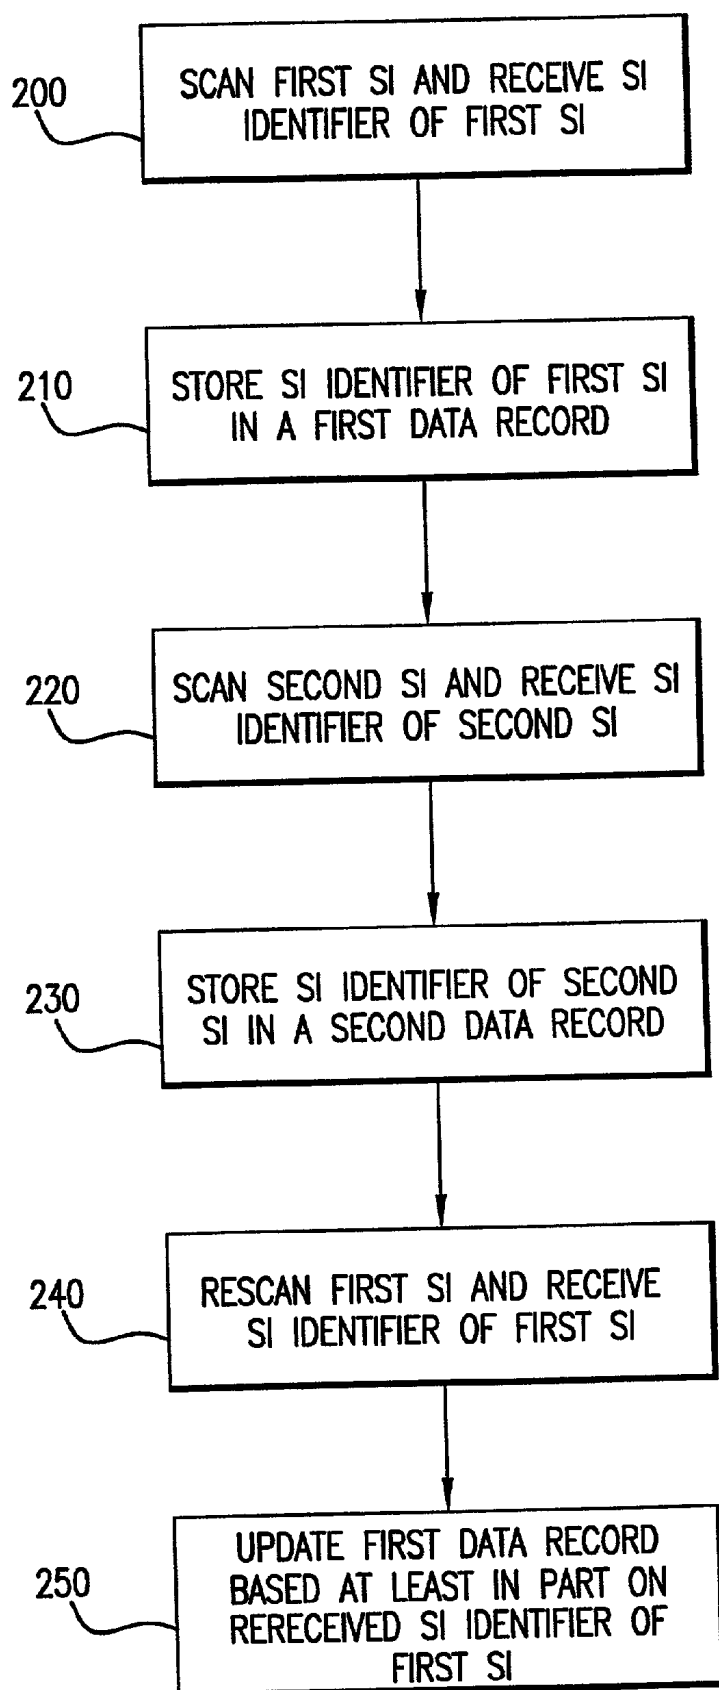 200
SCAN FIRST SI AND RECEIVE SI
IDENTIFIER OF FIRST SI
210
STORE SI IDENTIFIER OF FIRST SI
IN A FIRST DATA RECORD
220
SCAN SECOND SI AND RECEIVE SI
IDENTIFIER OF SECOND SI
230
STORE SI IDENTIFIER OF SECOND
SI IN A SECOND DATA RECORD
240
RESCAN FIRST SI AND RECEIVE
SI IDENTIFIER OF FIRST SI
250
UPDATE FIRST DATA RECORD
BASED AT LEAST IN PART ON
RERECEIVED SI IDENTIFIER OF
FIRST SI